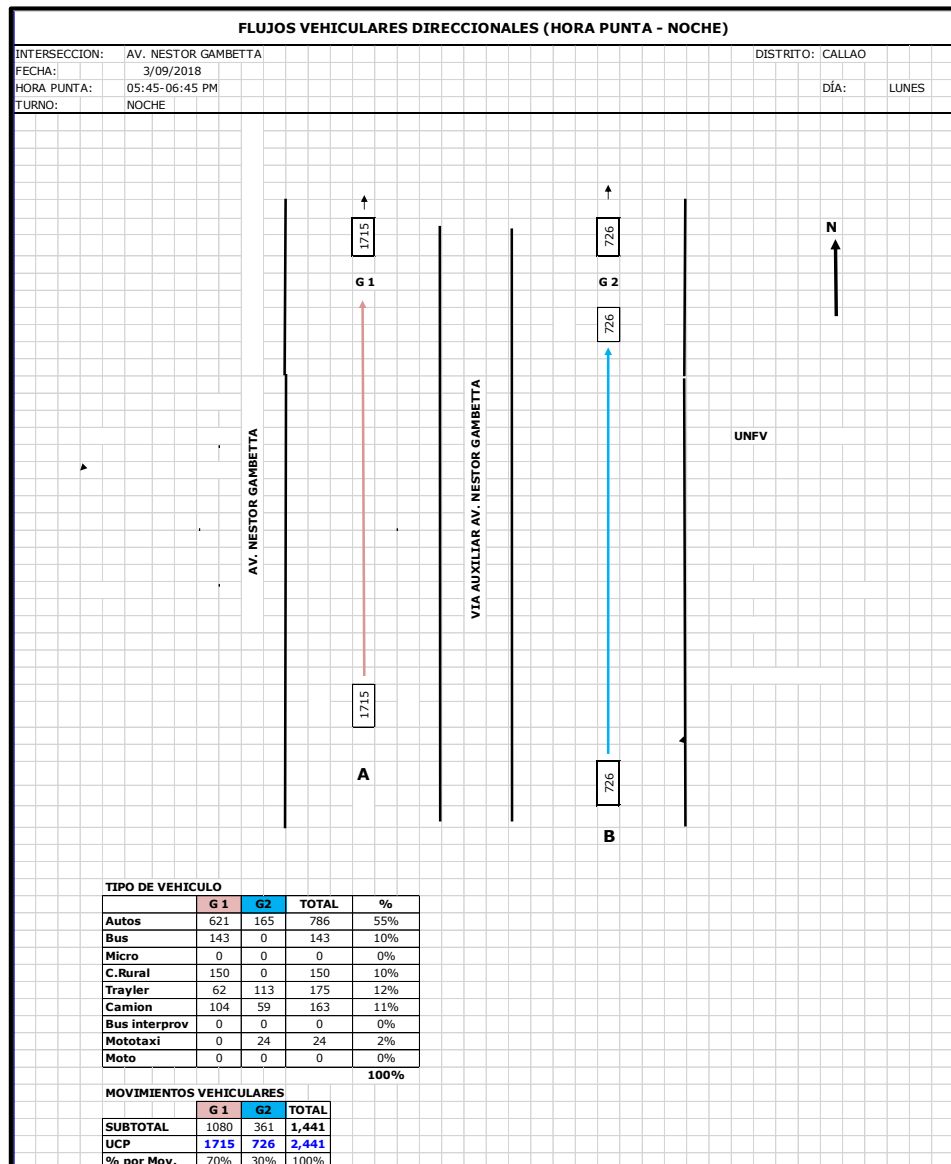 FLUJOS VEHICULARES DIRECCIONALES (HORA PUNTA - NOCHE)
INTERSECCION: AV. NESTOR GAMBETTA DISTRITO: CALLAO
FECHA: 3/09/2018
HORA PUNTA: 05:45-06:45 PM DÍA: LUNES
TURNO: NOCHE
1715 726
N
G 1 G 2
726
AV. NESTOR GAMBETTA
VIA AUXILIAR AV. NESTOR GAMBETTA
UNFV
1715
A
726
B
TIPO DE VEHICULO
G 1 G2 TOTAL %
Autos 621 165 786 55%
Bus 143 0 143 10%
Micro 0 0 0 0%
C.Rural 150 0 150 10%
Trayler 62 113 175 12%
Camion 104 59 163 11%
Bus interprov 0 0 0 0%
Mototaxi 0 24 24 2%
Moto 0 0 0 0%
100%
MOVIMIENTOS VEHICULARES
G 1 G2 TOTAL
SUBTOTAL 1080 361 1,441
UCP 1715 726 2,441
% por Mov. 70% 30% 100%